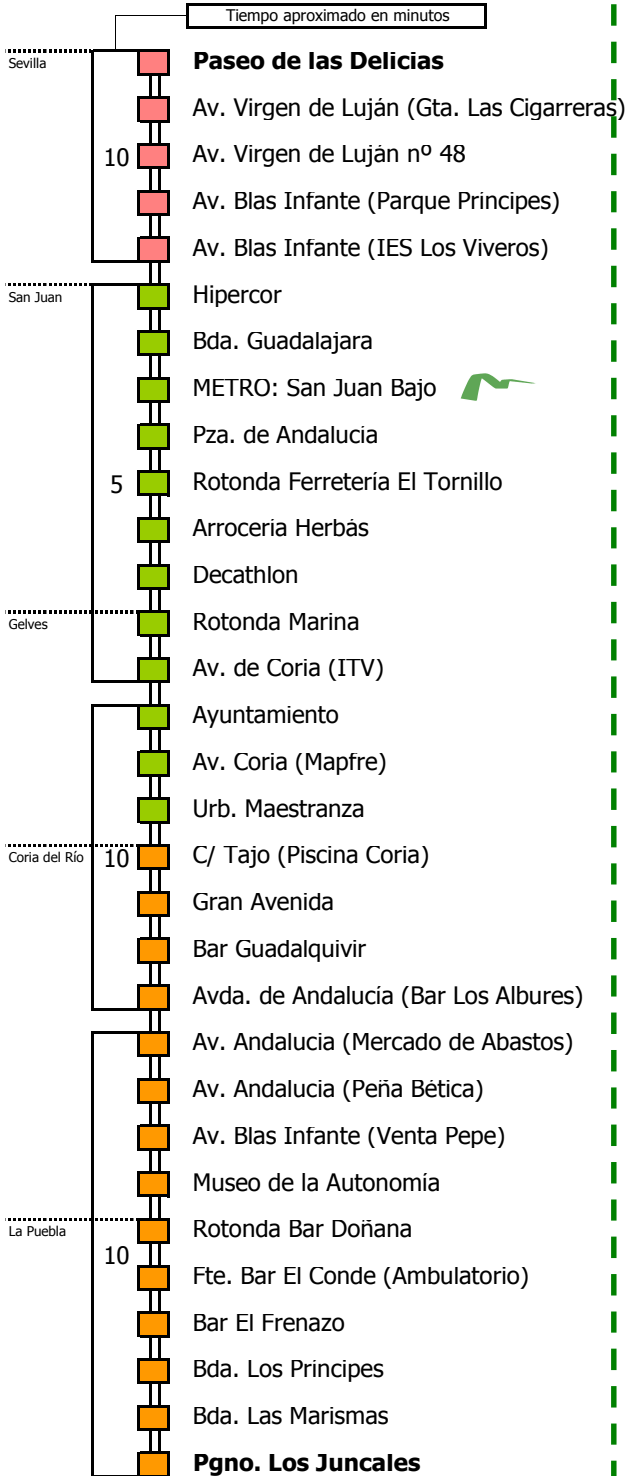 Tiempo aproximado en minutos
Sevilla
Paseo de las Delicias
Av. Virgen de Luján (Gta. Las Cigarreras)
10
Av. Virgen de Luján nº 48
Av. Blas Infante (Parque Principes)
Av. Blas Infante (IES Los Viveros)
San Juan
Hipercor
Bda. Guadalajara
METRO: San Juan Bajo
Pza. de Andalucia
5
Rotonda Ferretería El Tornillo
Arroceria Herbás
Decathlon
Gelves
Rotonda Marina
Av. de Coria (ITV)
Ayuntamiento
Av. Coria (Mapfre)
Urb. Maestranza
Coria del Río
10
C/ Tajo (Piscina Coria)
Gran Avenida
Bar Guadalquivir
Avda. de Andalucía (Bar Los Albures)
Av. Andalucia (Mercado de Abastos)
Av. Andalucia (Peña Bética)
Av. Blas Infante (Venta Pepe)
Museo de la Autonomía
La Puebla
Rotonda Bar Doñana
10
Fte. Bar El Conde (Ambulatorio)
Bar El Frenazo
Bda. Los Principes
Bda. Las Marismas
Pgno. Los Juncales